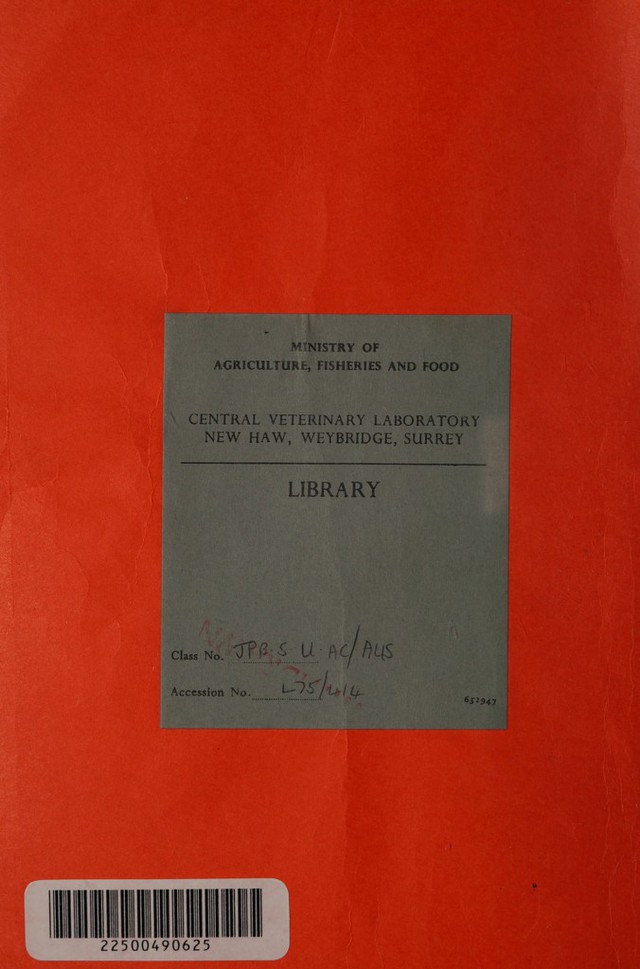 MINISTRY OF
AGRICULTURE, FISHERIES AND FOOD
CENTRAL VETERINARY LABORATORY
NEW HAW, WEYBRIDGE, SURREY
LIBRARY
Class No. JPB.S U.AC/AUS
Accession No. L75/414
652947
22500490625